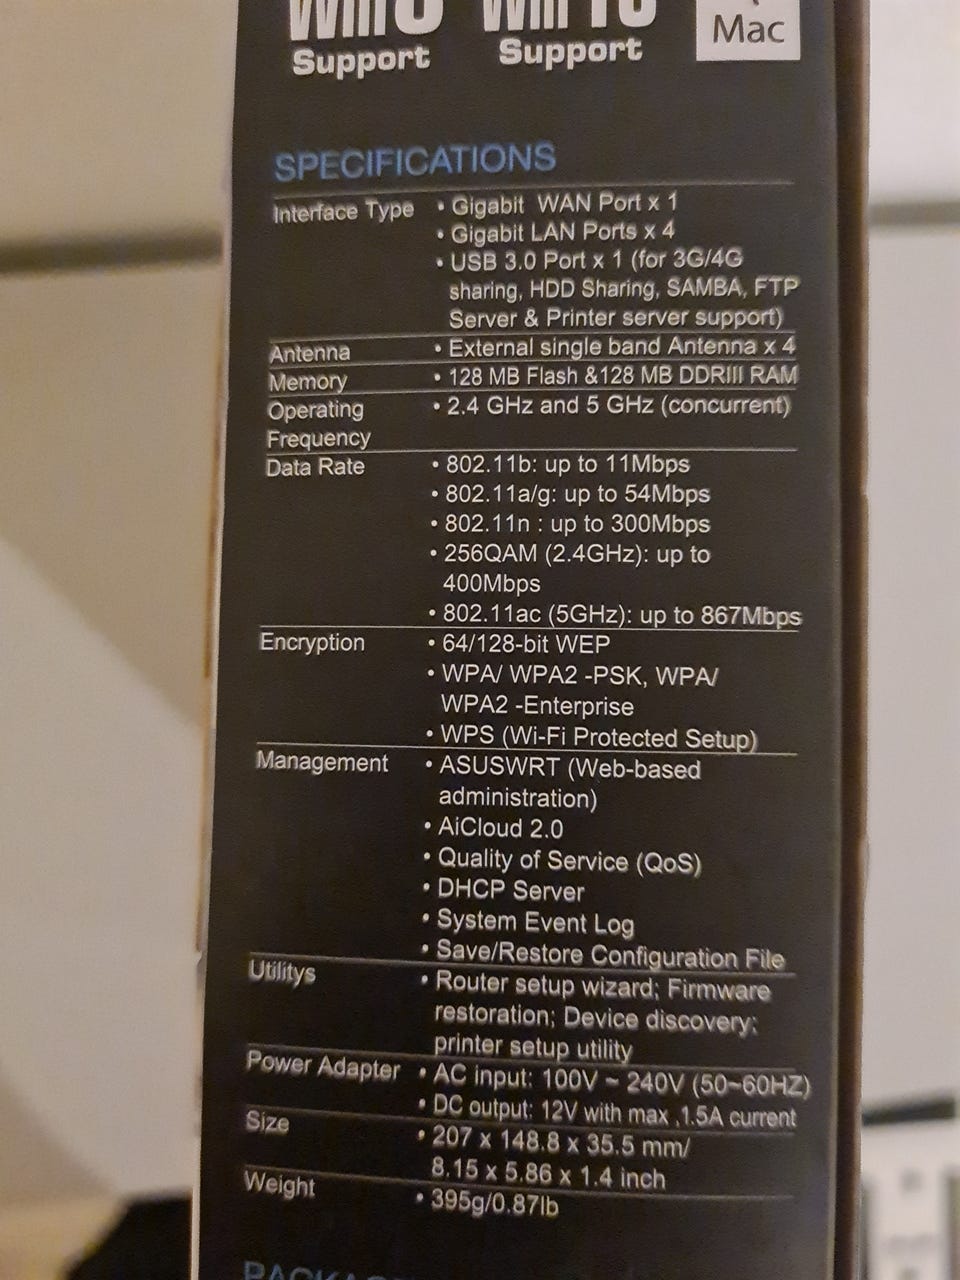 Win8
Support
Win10
Support
Mac
SPECIFICATIONS
Interface Type • Gigabit WAN Port x 1
• Gigabit LAN Ports x 4
• USB 3.0 Port x 1 (for 3G/4G
sharing, HDD Sharing, SAMBA, FTP
Server & Printer server support)
Antenna • External single band Antenna x 4
Memory • 128 MB Flash &128 MB DDRIII RAM
Operating • 2.4 GHz and 5 GHz (concurrent)
Frequency
Data Rate • 802.11b: up to 11Mbps
• 802.11a/g: up to 54Mbps
• 802.11n : up to 300Mbps
• 256QAM (2.4GHz): up to
400Mbps
• 802.11ac (5GHz): up to 867Mbps
Encryption • 64/128-bit WEP
• WPA/ WPA2 -PSK, WPA/
WPA2 -Enterprise
• WPS (Wi-Fi Protected Setup)
Management • ASUSWRT (Web-based
administration)
• AiCloud 2.0
• Quality of Service (QoS)
• DHCP Server
• System Event Log
• Save/Restore Configuration File
Utilitys • Router setup wizard; Firmware
restoration; Device discovery;
printer setup utility
Power Adapter • AC input: 100V ~ 240V (50~60HZ)
• DC output: 12V with max .1.5A current
Size • 207 x 148.8 x 35.5 mm/
8.15 x 5.86 x 1.4 inch
Weight • 395g/0.87lb